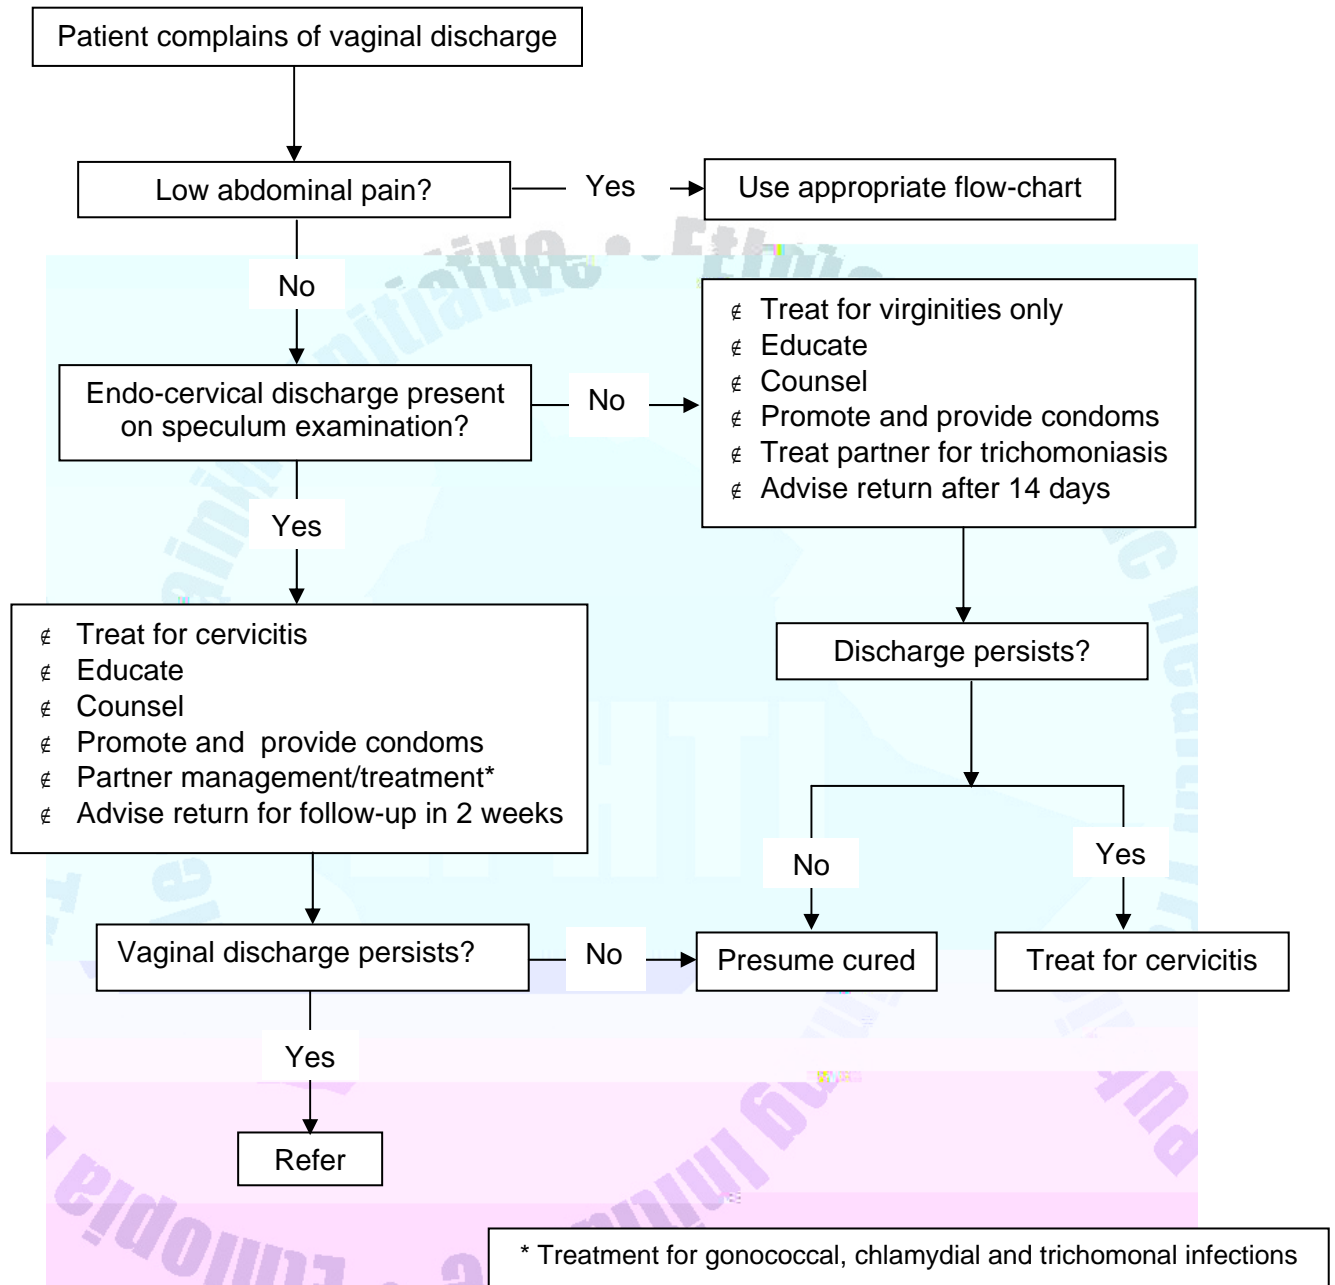 Patient complains of vaginal discharge
Low abdominal pain?
Yes
Use appropriate flow-chart
No
Endo-cervical discharge present
on speculum examination?
No
∉ Treat for virginities only
∉ Educate
∉ Counsel
∉ Promote and provide condoms
∉ Treat partner for trichomoniasis
∉ Advise return after 14 days
Yes
∉ Treat for cervicitis
∉ Educate
∉ Counsel
∉ Promote and provide condoms
∉ Partner management/treatment*
∉ Advise return for follow-up in 2 weeks
Discharge persists?
No
Yes
Vaginal discharge persists?
No
Presume cured
Treat for cervicitis
Yes
Refer
* Treatment for gonococcal, chlamydial and trichomonal infections